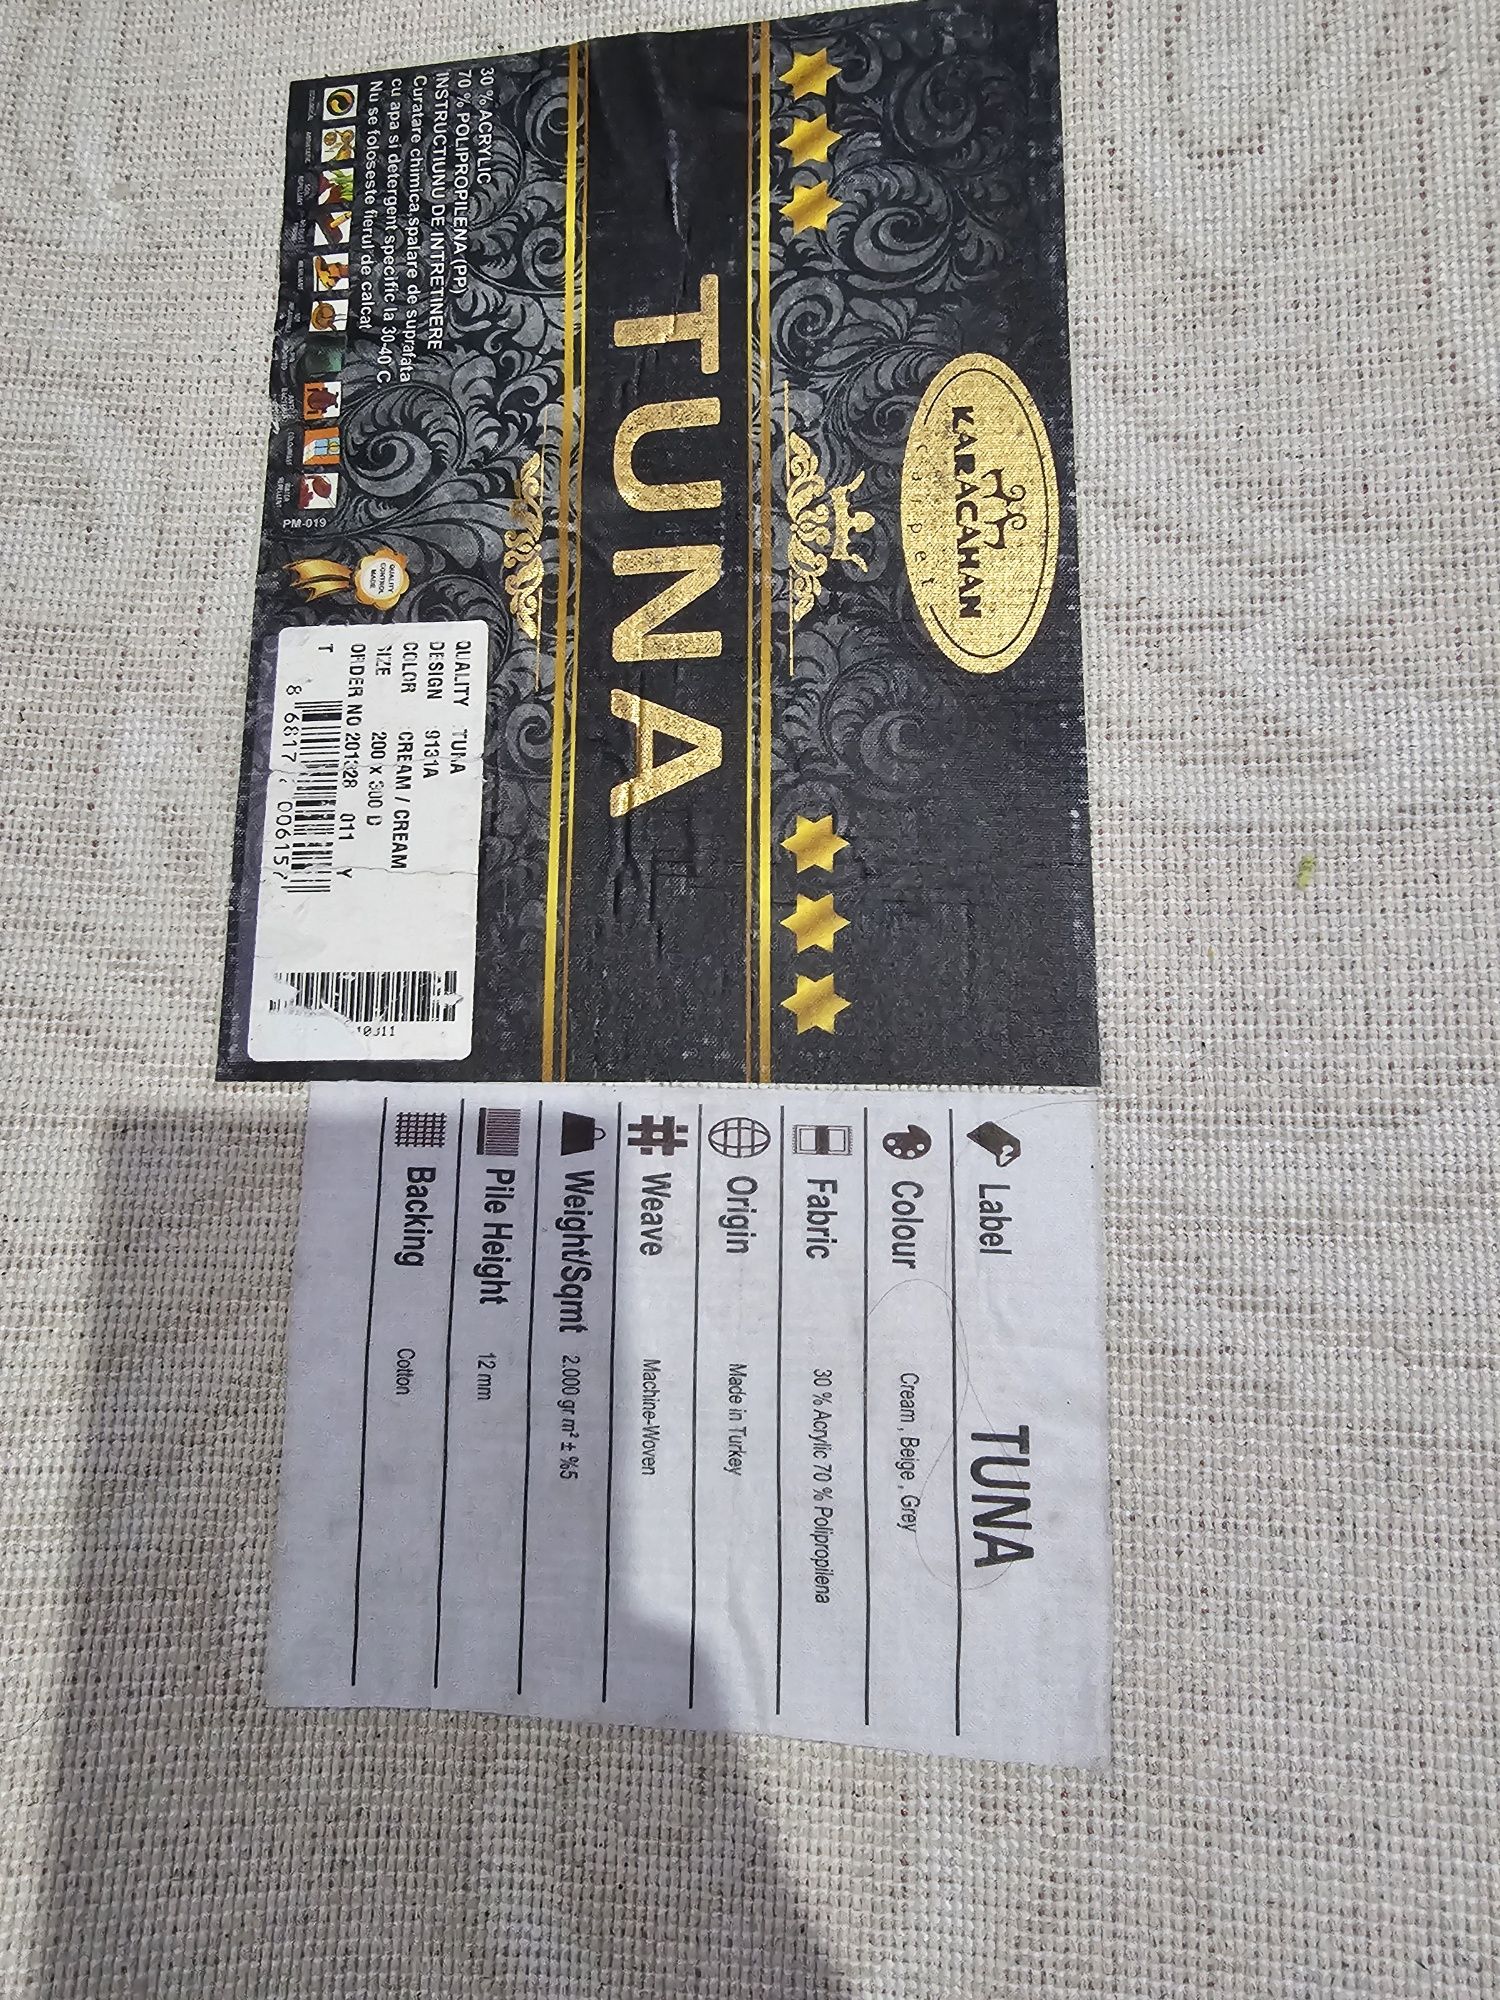 KARACAHAN
carpet
TUNA
30 % ACRYLIC
70 % POLIPROPILENA (PP)
INSTRUCTIUNU DE INTRETINERE
Curatare chimica,spalare de suprafata
cu apa si detergent specific la 30-40°C.
Nu se foloseste fierul de calcat
PM-019
QUALITY
CONTROL
MADE
QUALITY TUNA
DESIGN 9131A
COLOR CREAM / CREAM
SIZE 200 X 300 D
ORDER NO 201328 011 Y
T
Label TUNA
Colour Cream , Beige , Grey
Fabric 30 % Acrylic 70 % Polipropilena
Origin Made in Turkey
Weave Machine-Woven
Weight/Sqmt 2.000 gr m² ± %5
Pile Height 12 mm
Backing Cotton